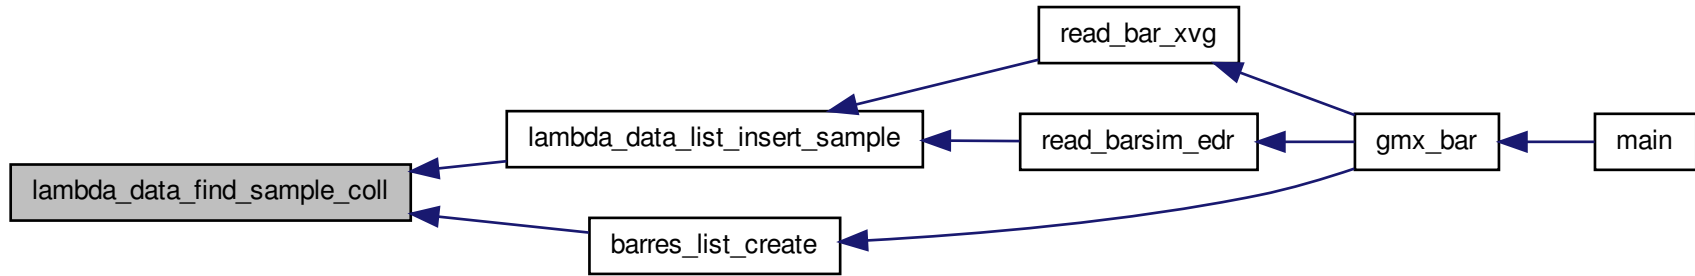 read_bar_xvg
lambda_data_list_insert_sample
read_barsim_edr
gmx_bar
main
lambda_data_find_sample_coll
barres_list_create